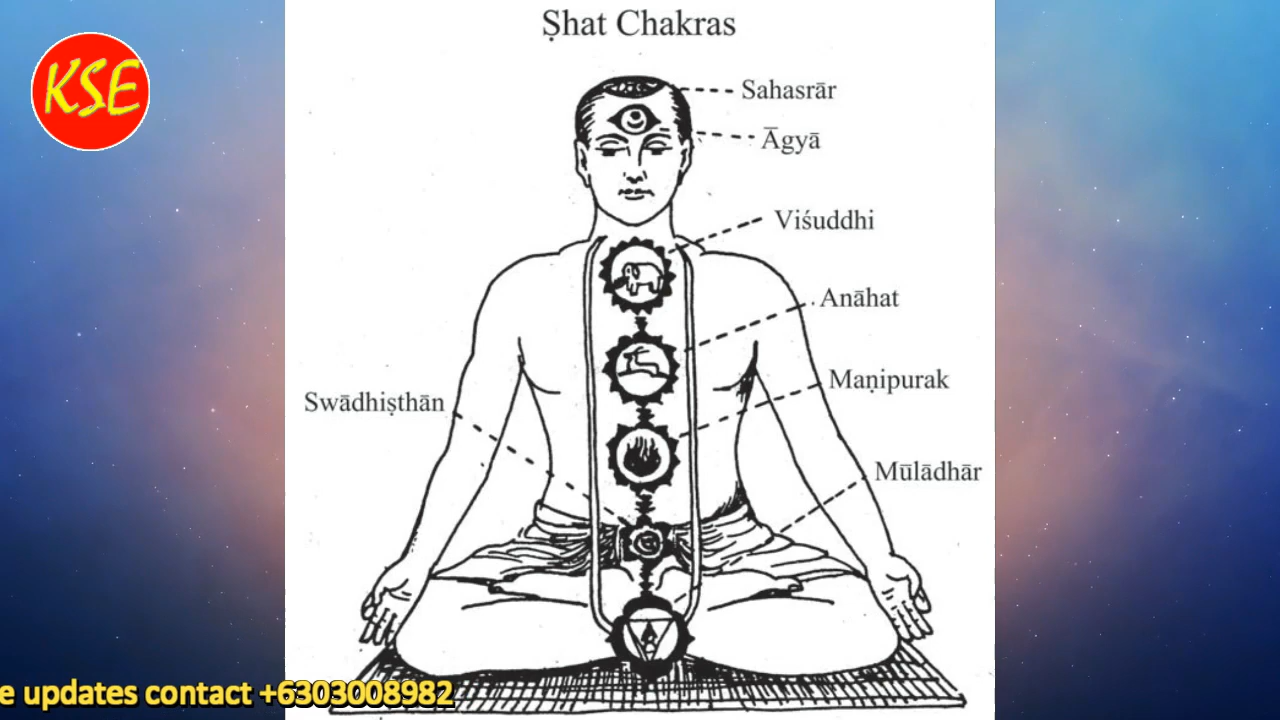 Ṣhat Chakras
KSE
Sahasrār
Āgyā
Viśuddhi
Anāhat
Maṇipurak
Swādhiṣthān
Mūlādhār
e updates contact +6303008982